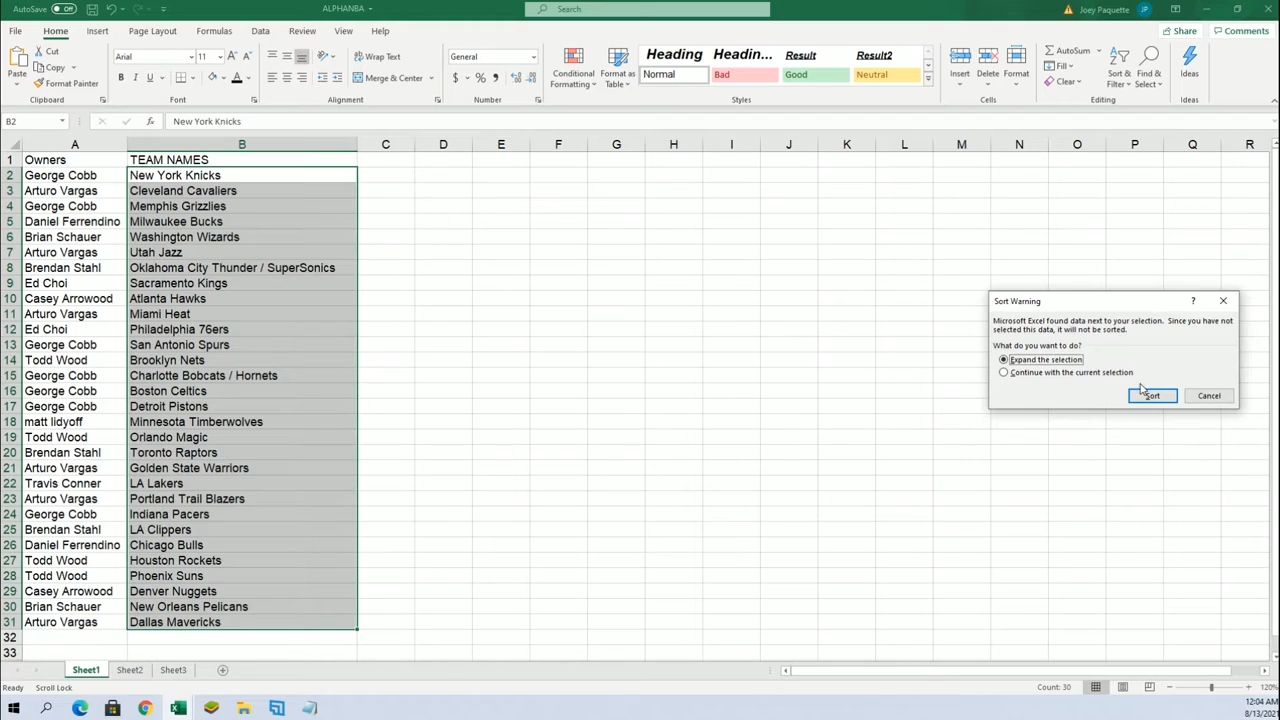 AutoSave Off ALPHANBA Search Joey Paquette JP
File Home Insert Page Layout Formulas Data Review View Help Share Comments
Paste Cut Copy Format Painter Clipboard
Arial 11 A A B I U A Font
Wrap Text Merge & Center Alignment
General $ % Number
Conditional Formatting Format as Table
Heading Headin... Result Result2
Normal Bad Good Neutral
Styles
Insert Delete Format Cells
AutoSum Fill Clear Sort & Filter Find & Select Editing
Ideas Ideas
B2 fx New York Knicks
A B C D E F G H I J K L M N O P Q R
1 Owners TEAM NAMES
2 George Cobb New York Knicks
3 Arturo Vargas Cleveland Cavaliers
4 George Cobb Memphis Grizzlies
5 Daniel Ferrendino Milwaukee Bucks
6 Brian Schauer Washington Wizards
7 Arturo Vargas Utah Jazz
8 Brendan Stahl Oklahoma City Thunder / SuperSonics
9 Ed Choi Sacramento Kings
10 Casey Arrowood Atlanta Hawks
11 Arturo Vargas Miami Heat
12 Ed Choi Philadelphia 76ers
13 George Cobb San Antonio Spurs
14 Todd Wood Brooklyn Nets
15 George Cobb Charlotte Bobcats / Hornets
16 George Cobb Boston Celtics
17 George Cobb Detroit Pistons
18 matt lidyoff Minnesota Timberwolves
19 Todd Wood Orlando Magic
20 Brendan Stahl Toronto Raptors
21 Arturo Vargas Golden State Warriors
22 Travis Conner LA Lakers
23 Arturo Vargas Portland Trail Blazers
24 George Cobb Indiana Pacers
25 Brendan Stahl LA Clippers
26 Daniel Ferrendino Chicago Bulls
27 Todd Wood Houston Rockets
28 Todd Wood Phoenix Suns
29 Casey Arrowood Denver Nuggets
30 Brian Schauer New Orleans Pelicans
31 Arturo Vargas Dallas Mavericks
32
33
Sort Warning ?
Microsoft Excel found data next to your selection. Since you have not
selected this data, it will not be sorted.
What do you want to do?
Expand the selection
Continue with the current selection
Sort Cancel
Sheet1 Sheet2 Sheet3
Ready Scroll Lock Count: 30 120%
12:04 AM